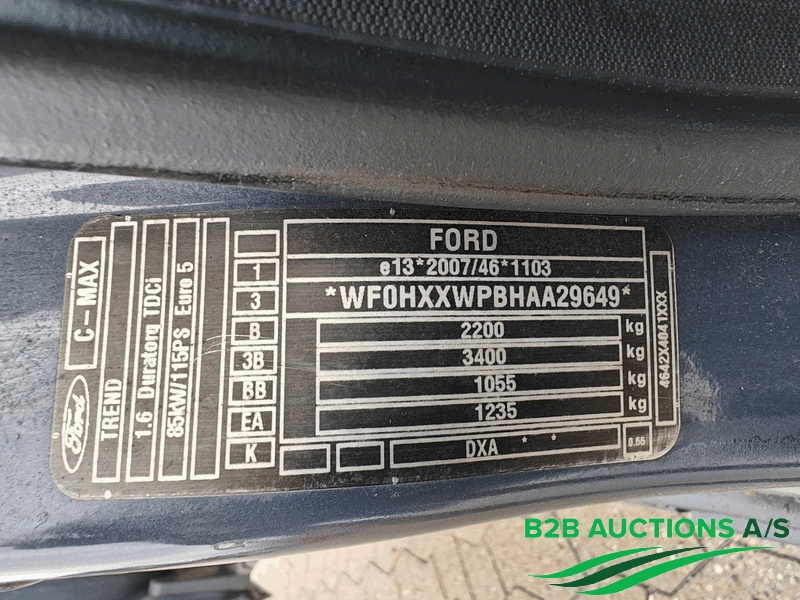 FORD
e13*2007/46*1103
*WF0HXXWPBHAA29649*
2200 kg
3400 kg
1055 kg
1235 kg
DXA * *
0.55
1
3
B
3B
BB
EA
K
C-MAX
Ford
TREND
1.6 Duratorq TDCi
85kW/115PS Euro 5
4642X4041XXX
B2B AUCTIONS A/S